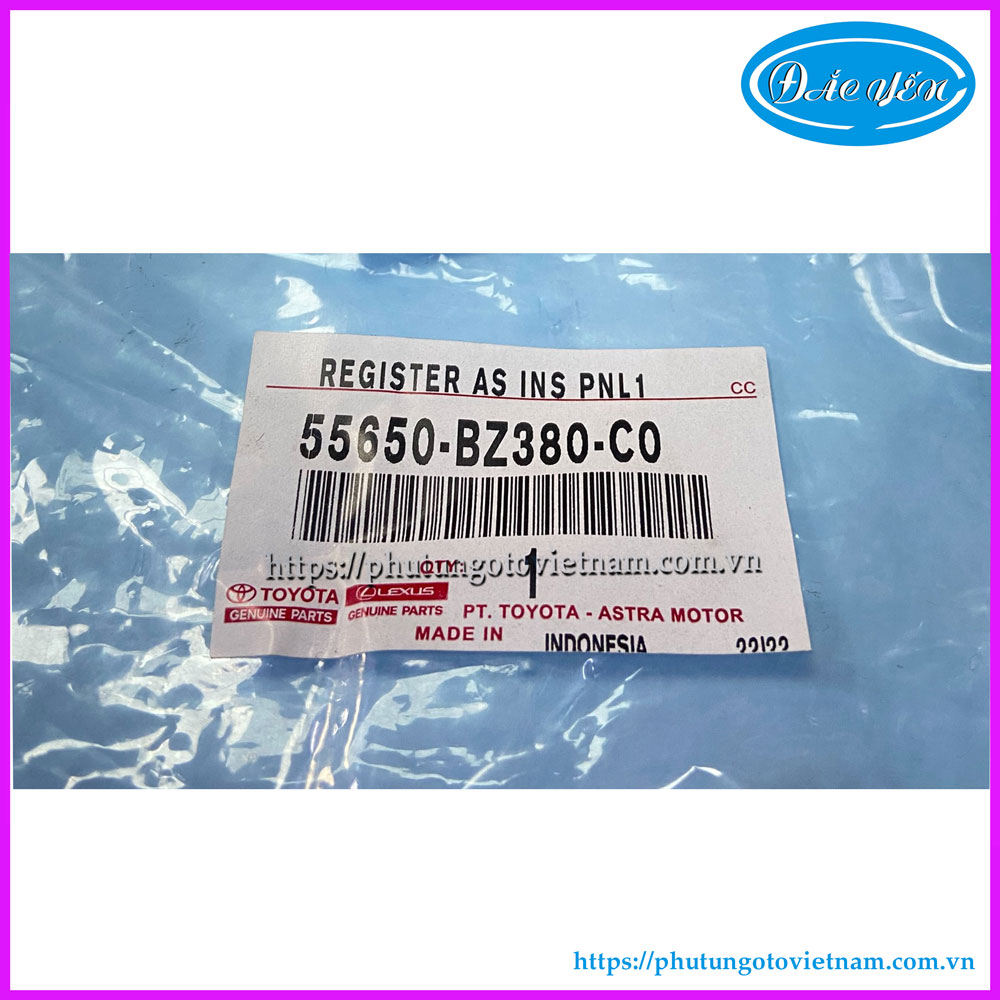 ĐẮC YẾN
REGISTER AS INS PNL1
CC
55650-BZ380-C0
https://phutungotovietnam.com.vn
QTY: 1
TOYOTA
GENUINE PARTS
LEXUS
GENUINE PARTS
PT. TOYOTA - ASTRA MOTOR
MADE IN INDONESIA
https://phutungotovietnam.com.vn